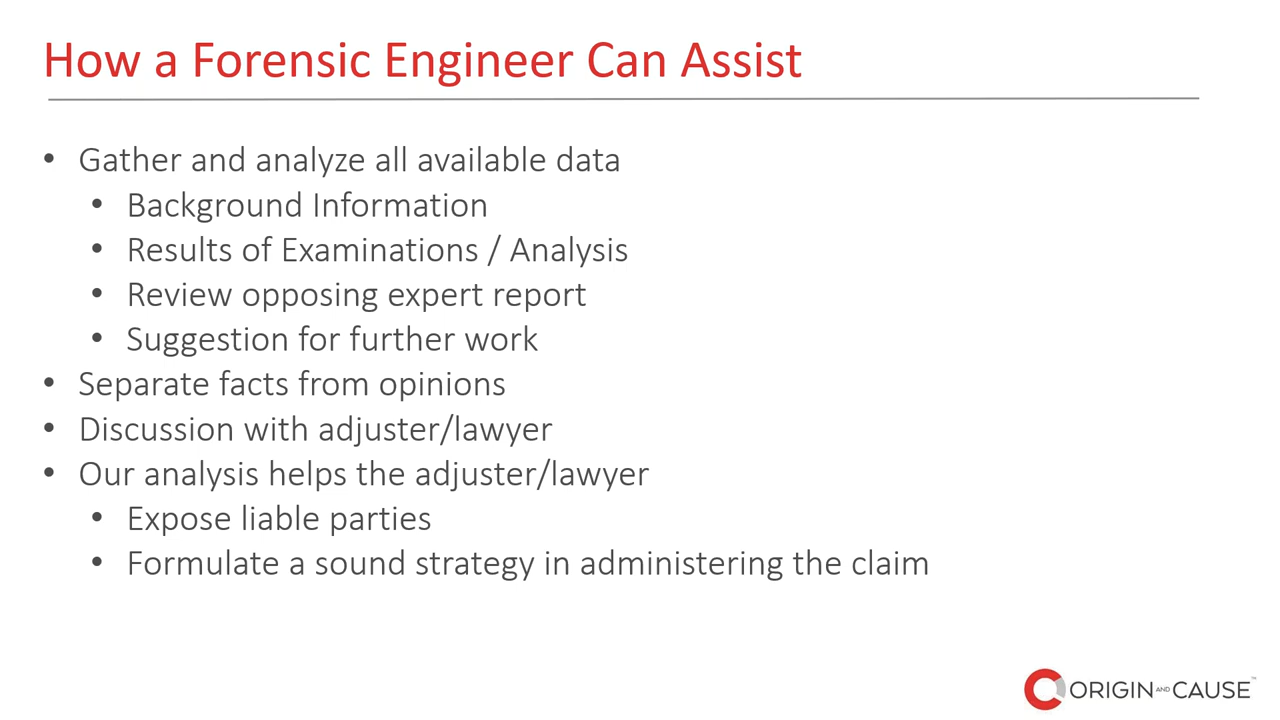 How a Forensic Engineer Can Assist
• Gather and analyze all available data
• Background Information
• Results of Examinations / Analysis
• Review opposing expert report
• Suggestion for further work
• Separate facts from opinions
• Discussion with adjuster/lawyer
• Our analysis helps the adjuster/lawyer
• Expose liable parties
• Formulate a sound strategy in administering the claim
ORIGIN AND CAUSE™